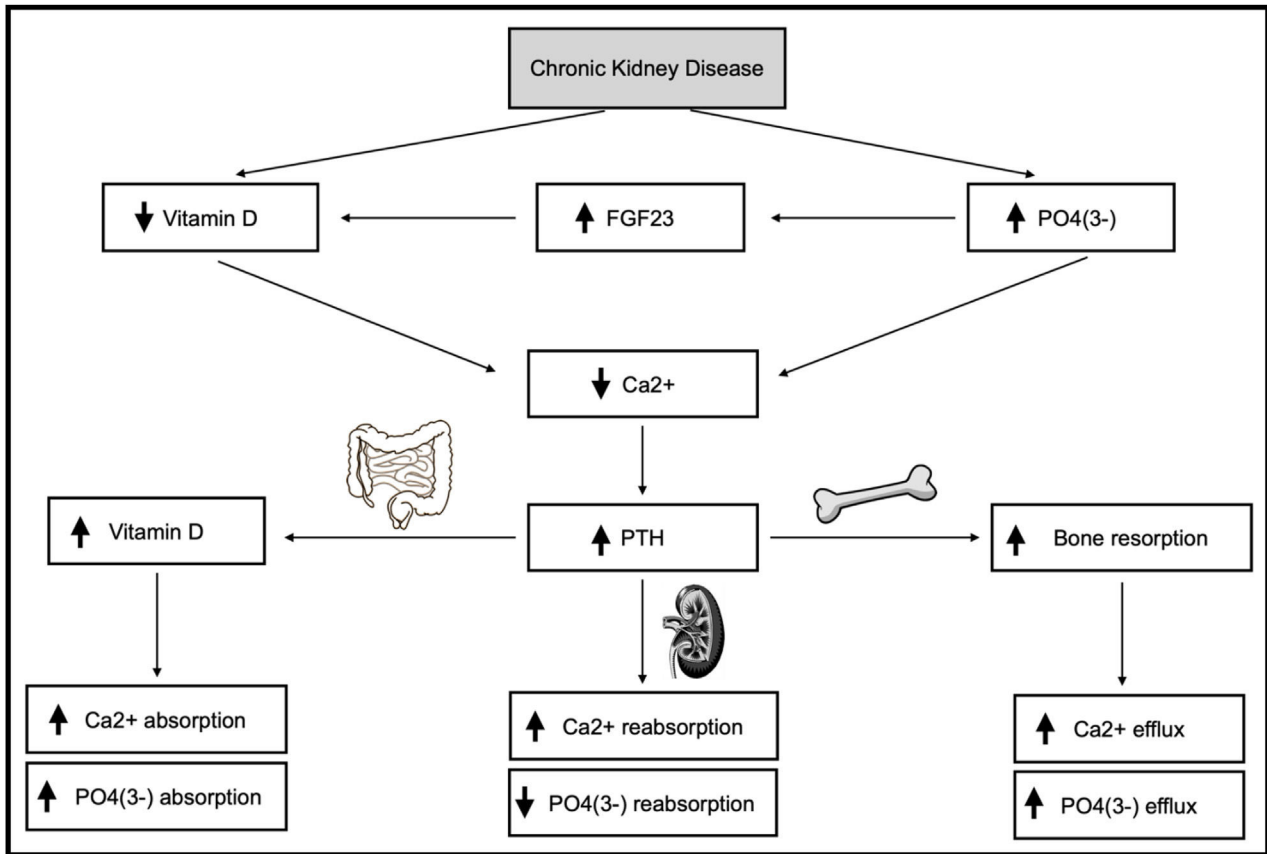 Chronic Kidney Disease
Vitamin D
FGF23
PO4(3-)
Ca2+
Vitamin D
PTH
Bone resorption
Ca2+ absorption
Ca2+ reabsorption
Ca2+ efflux
PO4(3-) absorption
PO4(3-) reabsorption
PO4(3-) efflux